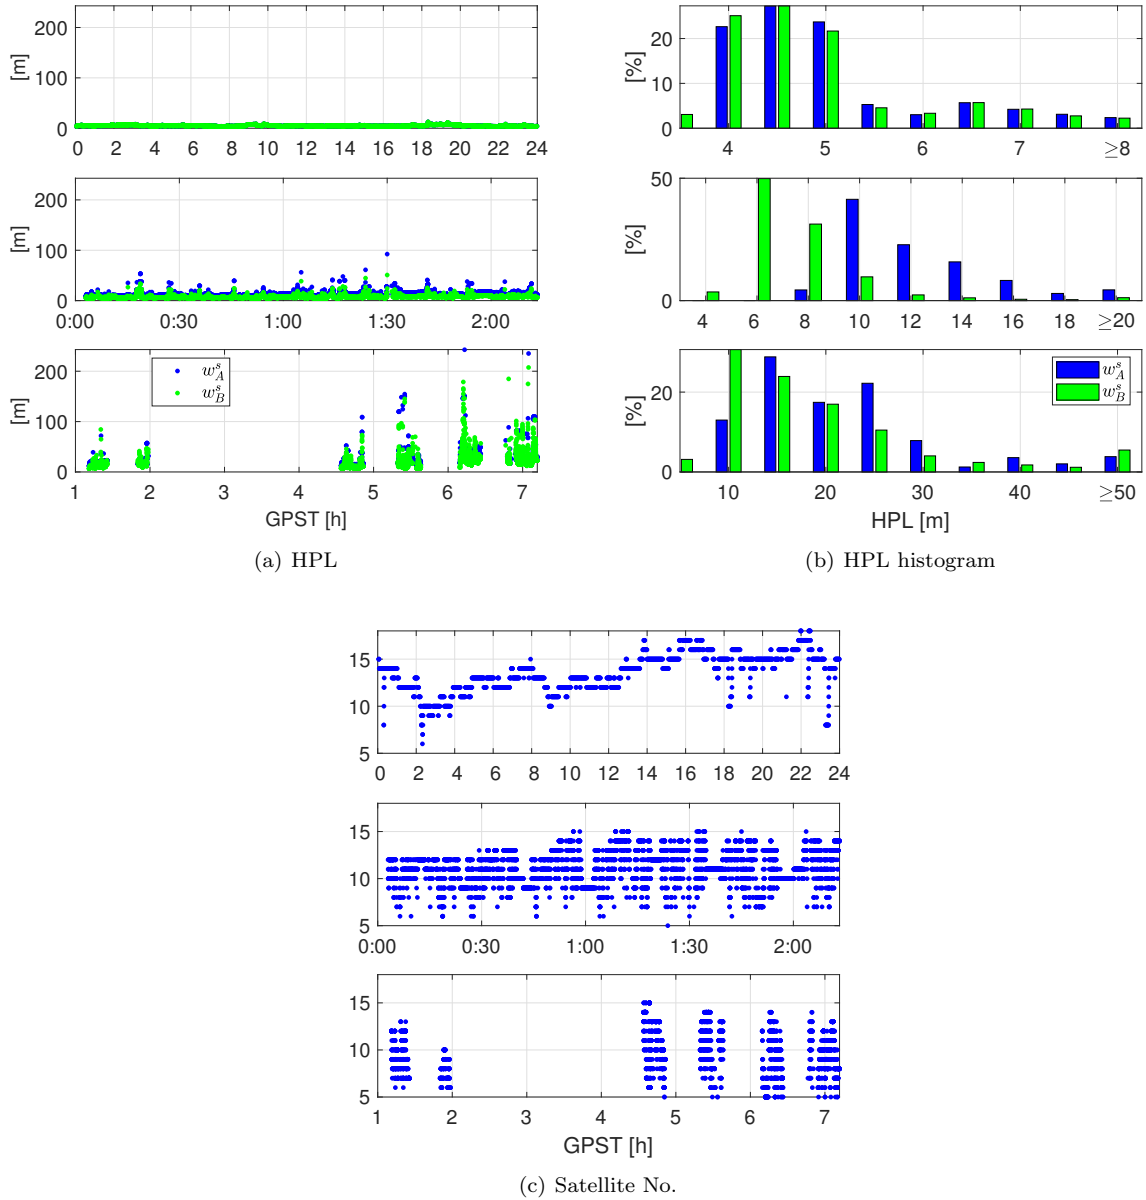 200
100
0
[m]
0 2 4 6 8 10 12 14 16 18 20 22 24
200
100
0
[m]
0:00 0:30 1:00 1:30 2:00
200
100
0
[m]
w_A^s
w_B^s
1 2 3 4 5 6 7
GPST [h]
(a) HPL
20
10
0
[%]
4 5 6 7 ≥8
50
0
[%]
4 6 8 10 12 14 16 18 ≥20
20
0
[%]
w_A^s
w_B^s
10 20 30 40 ≥50
HPL [m]
(b) HPL histogram
15
10
5
0 2 4 6 8 10 12 14 16 18 20 22 24
15
10
5
0:00 0:30 1:00 1:30 2:00
15
10
5
1 2 3 4 5 6 7
GPST [h]
(c) Satellite No.